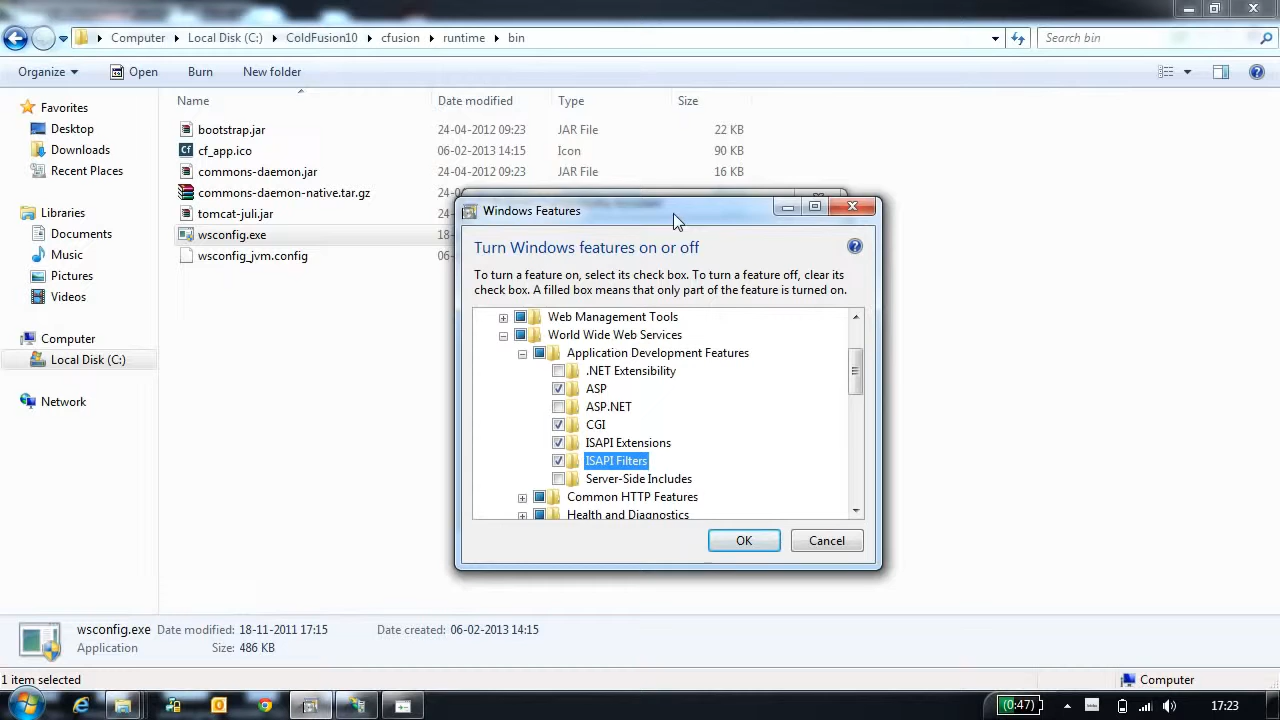 Computer Local Disk (C:) ColdFusion10 cfusion runtime bin Search bin
Organize Open Burn New folder
Name Date modified Type Size
Favorites
Desktop
Downloads
Recent Places
Libraries
Documents
Music
Pictures
Videos
Computer
Local Disk (C:)
Network
bootstrap.jar 24-04-2012 09:23 JAR File 22 KB
cf_app.ico 06-02-2013 14:15 Icon 90 KB
commons-daemon.jar 24-04-2012 09:23 JAR File 16 KB
commons-daemon-native.tar.gz 24-0
tomcat-juli.jar 24-0
wsconfig.exe 18-
wsconfig_jvm.config 06-
Windows Features
Turn Windows features on or off
To turn a feature on, select its check box. To turn a feature off, clear its
check box. A filled box means that only part of the feature is turned on.
Web Management Tools
World Wide Web Services
Application Development Features
.NET Extensibility
ASP
ASP.NET
CGI
ISAPI Extensions
ISAPI Filters
Server-Side Includes
Common HTTP Features
Health and Diagnostics
OK Cancel
wsconfig.exe Date modified: 18-11-2011 17:15 Date created: 06-02-2013 14:15
Application Size: 486 KB
1 item selected Computer
(0:47) 17:23